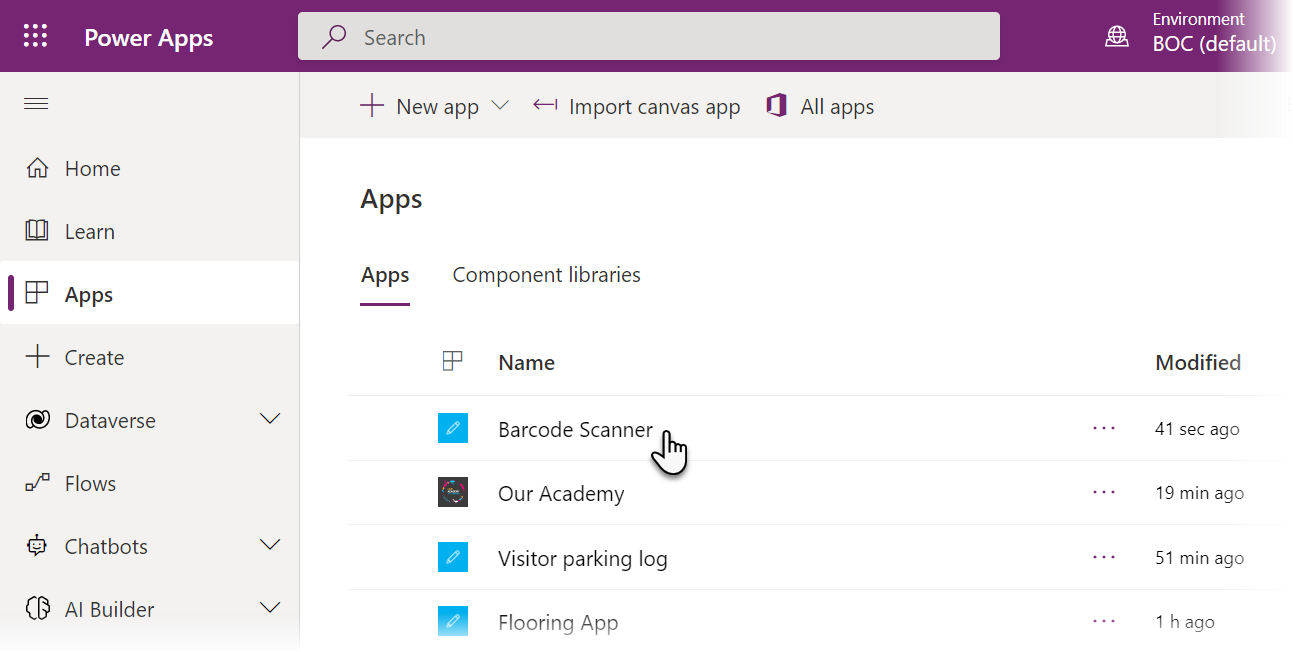 Power Apps
Search
Environment
BOC (default)
New app
Import canvas app
All apps
Home
Learn
Apps
Create
Dataverse
Flows
Chatbots
AI Builder
Apps
Apps
Component libraries
Name
Modified
Barcode Scanner
41 sec ago
Our Academy
19 min ago
Visitor parking log
51 min ago
Flooring App
1 h ago